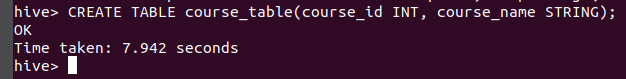 hive> CREATE TABLE course_table(course_id INT, course_name STRING);
OK
Time taken: 7.942 seconds
hive>